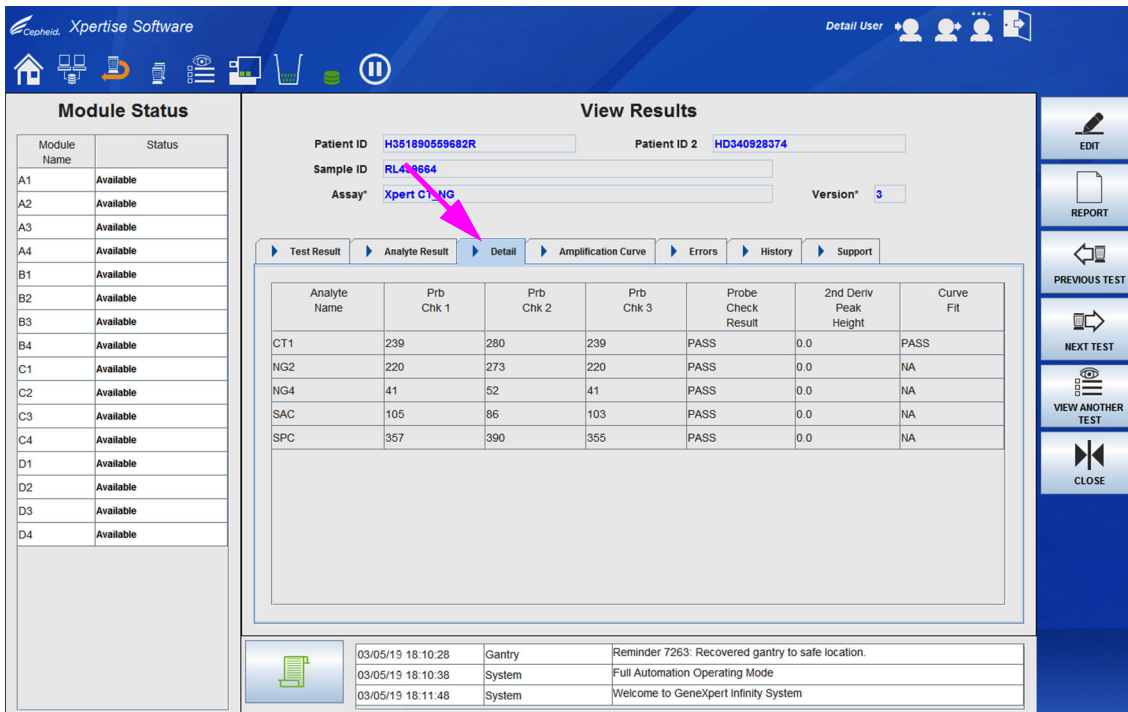 Cepheid. Xpertise Software
Detail User
Module Status
Module Name Status
A1 Available
A2 Available
A3 Available
A4 Available
B1 Available
B2 Available
B3 Available
B4 Available
C1 Available
C2 Available
C3 Available
C4 Available
D1 Available
D2 Available
D3 Available
D4 Available
View Results
Patient ID H351890559682R Patient ID 2 HD340928374
Sample ID
Assay* Xpert CT_NG Version* 3
Test Result Analyte Result Detail Amplification Curve Errors History Support
Analyte Name Prb Chk 1 Prb Chk 2 Prb Chk 3 Probe Check Result 2nd Deriv Peak Height Curve Fit
CT1 239 280 239 PASS 0.0 PASS
NG2 220 273 220 PASS 0.0 NA
NG4 41 52 41 PASS 0.0 NA
SAC 105 86 103 PASS 0.0 NA
SPC 357 390 355 PASS 0.0 NA
03/05/19 18:10:28 Gantry Reminder 7263: Recovered gantry to safe location.
03/05/19 18:10:38 System Full Automation Operating Mode
03/05/19 18:11:48 System Welcome to GeneXpert Infinity System
EDIT
REPORT
PREVIOUS TEST
NEXT TEST
VIEW ANOTHER
TEST
CLOSE